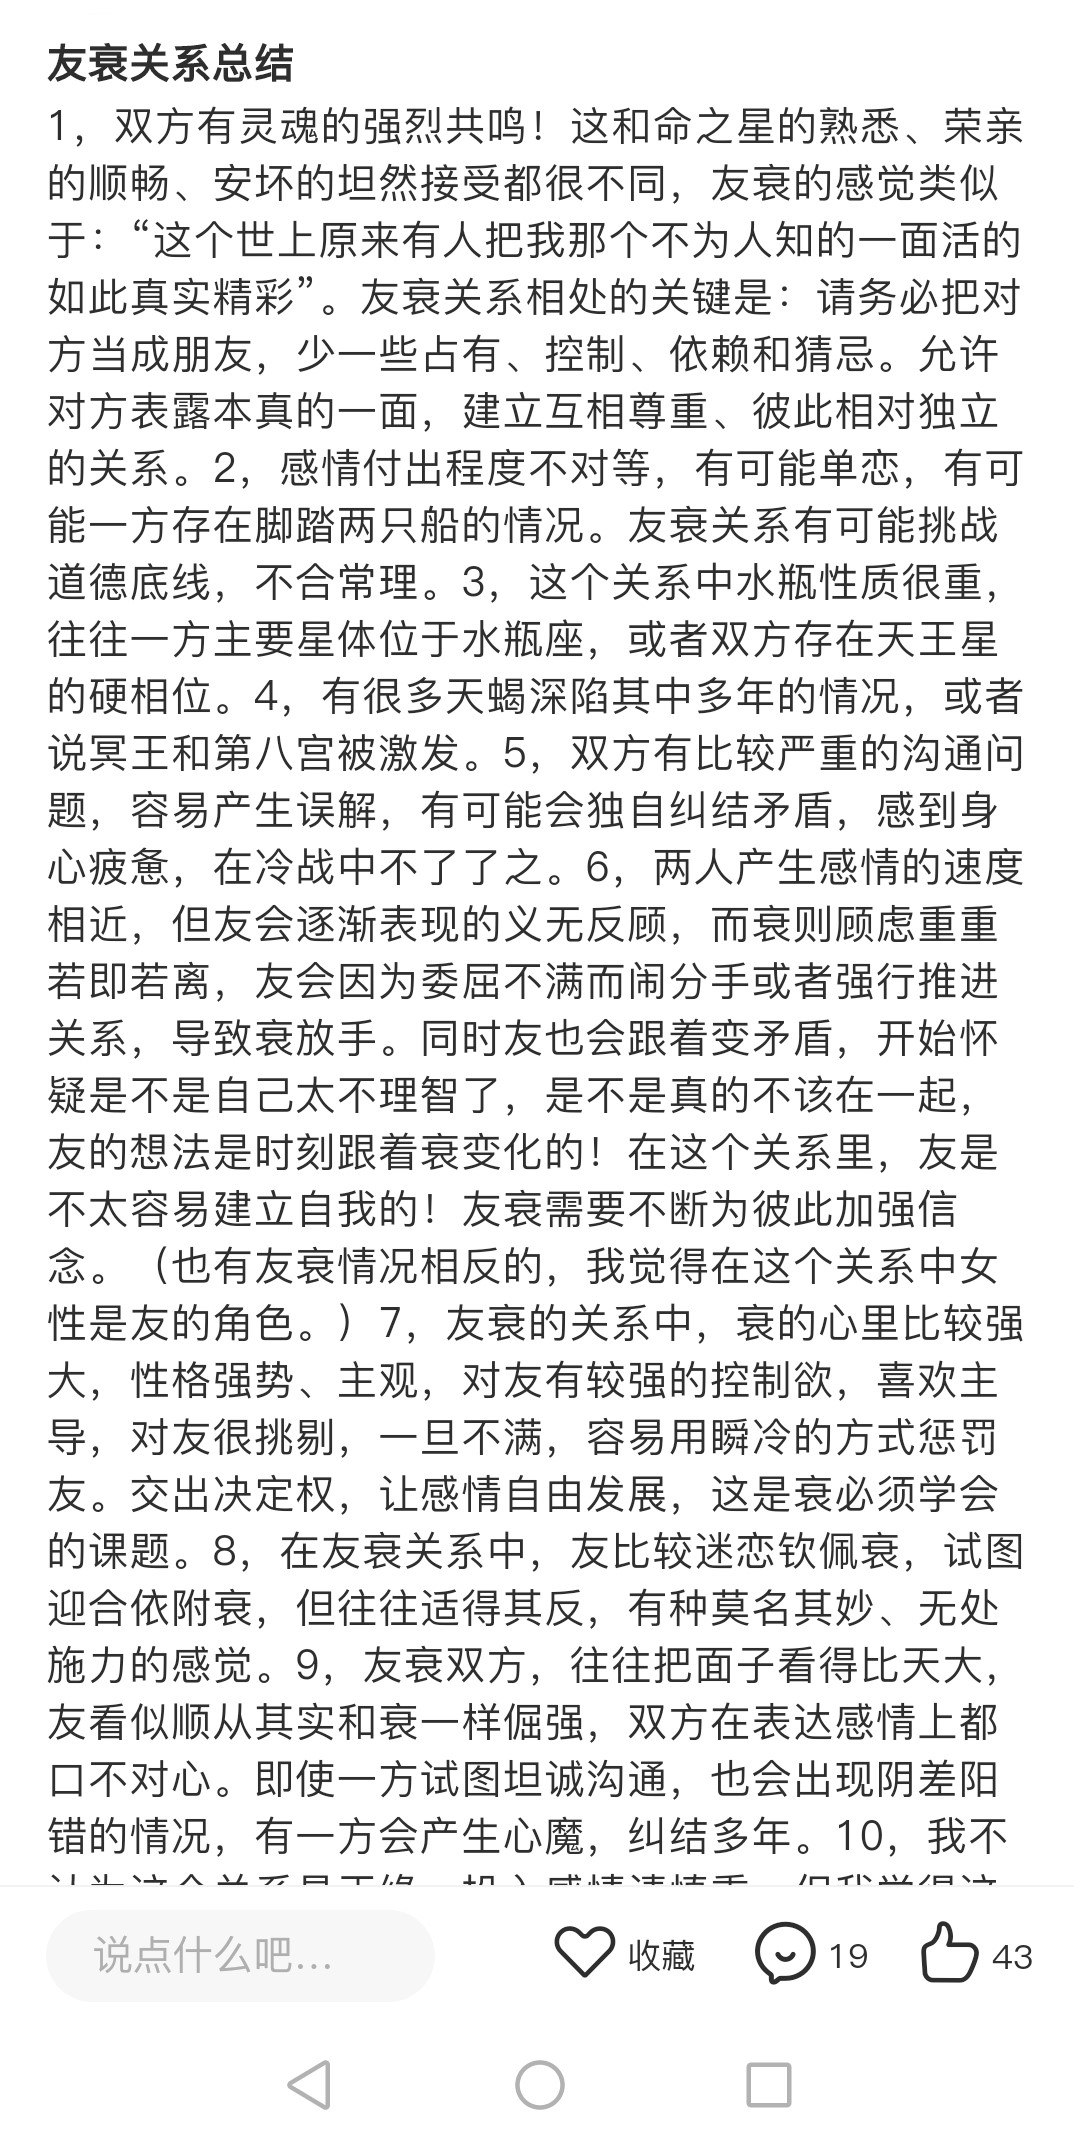 友衰关系总结
1，双方有灵魂的强烈共鸣！这和命之星的熟悉、荣亲
的顺畅、安坏的坦然接受都很不同，友衰的感觉类似
于：“这个世上原来有人把我那个不为人知的一面活的
如此真实精彩”。友衰关系相处的关键是：请务必把对
方当成朋友，少一些占有、控制、依赖和猜忌。允许
对方表露本真的一面，建立互相尊重、彼此相对独立
的关系。2，感情付出程度不对等，有可能单恋，有可
能一方存在脚踏两只船的情况。友衰关系有可能挑战
道德底线，不合常理。3，这个关系中水瓶性质很重，
往往一方主要星体位于水瓶座，或者双方存在天王星
的硬相位。4，有很多天蝎深陷其中多年的情况，或者
说冥王和第八宫被激发。5，双方有比较严重的沟通问
题，容易产生误解，有可能会独自纠结矛盾，感到身
心疲惫，在冷战中不了了之。6，两人产生感情的速度
相近，但友会逐渐表现的义无反顾，而衰则顾虑重重
若即若离，友会因为委屈不满而闹分手或者强行推进
关系，导致衰放手。同时友也会跟着变矛盾，开始怀
疑是不是自己太不理智了，是不是真的不该在一起，
友的想法是时刻跟着衰变化的！在这个关系里，友是
不太容易建立自我的！友衰需要不断为彼此加强信
念。（也有友衰情况相反的，我觉得在这个关系中女
性是友的角色。）7，友衰的关系中，衰的心里比较强
大，性格强势、主观，对友有较强的控制欲，喜欢主
导，对友很挑剔，一旦不满，容易用瞬冷的方式惩罚
友。交出决定权，让感情自由发展，这是衰必须学会
的课题。8，在友衰关系中，友比较迷恋钦佩衰，试图
迎合依附衰，但往往适得其反，有种莫名其妙、无处
施力的感觉。9，友衰双方，往往把面子看得比天大，
友看似顺从其实和衰一样倔强，双方在表达感情上都
口不对心。即使一方试图坦诚沟通，也会出现阴差阳
错的情况，有一方会产生心魔，纠结多年。10，我不
说点什么吧... 收藏 19 43